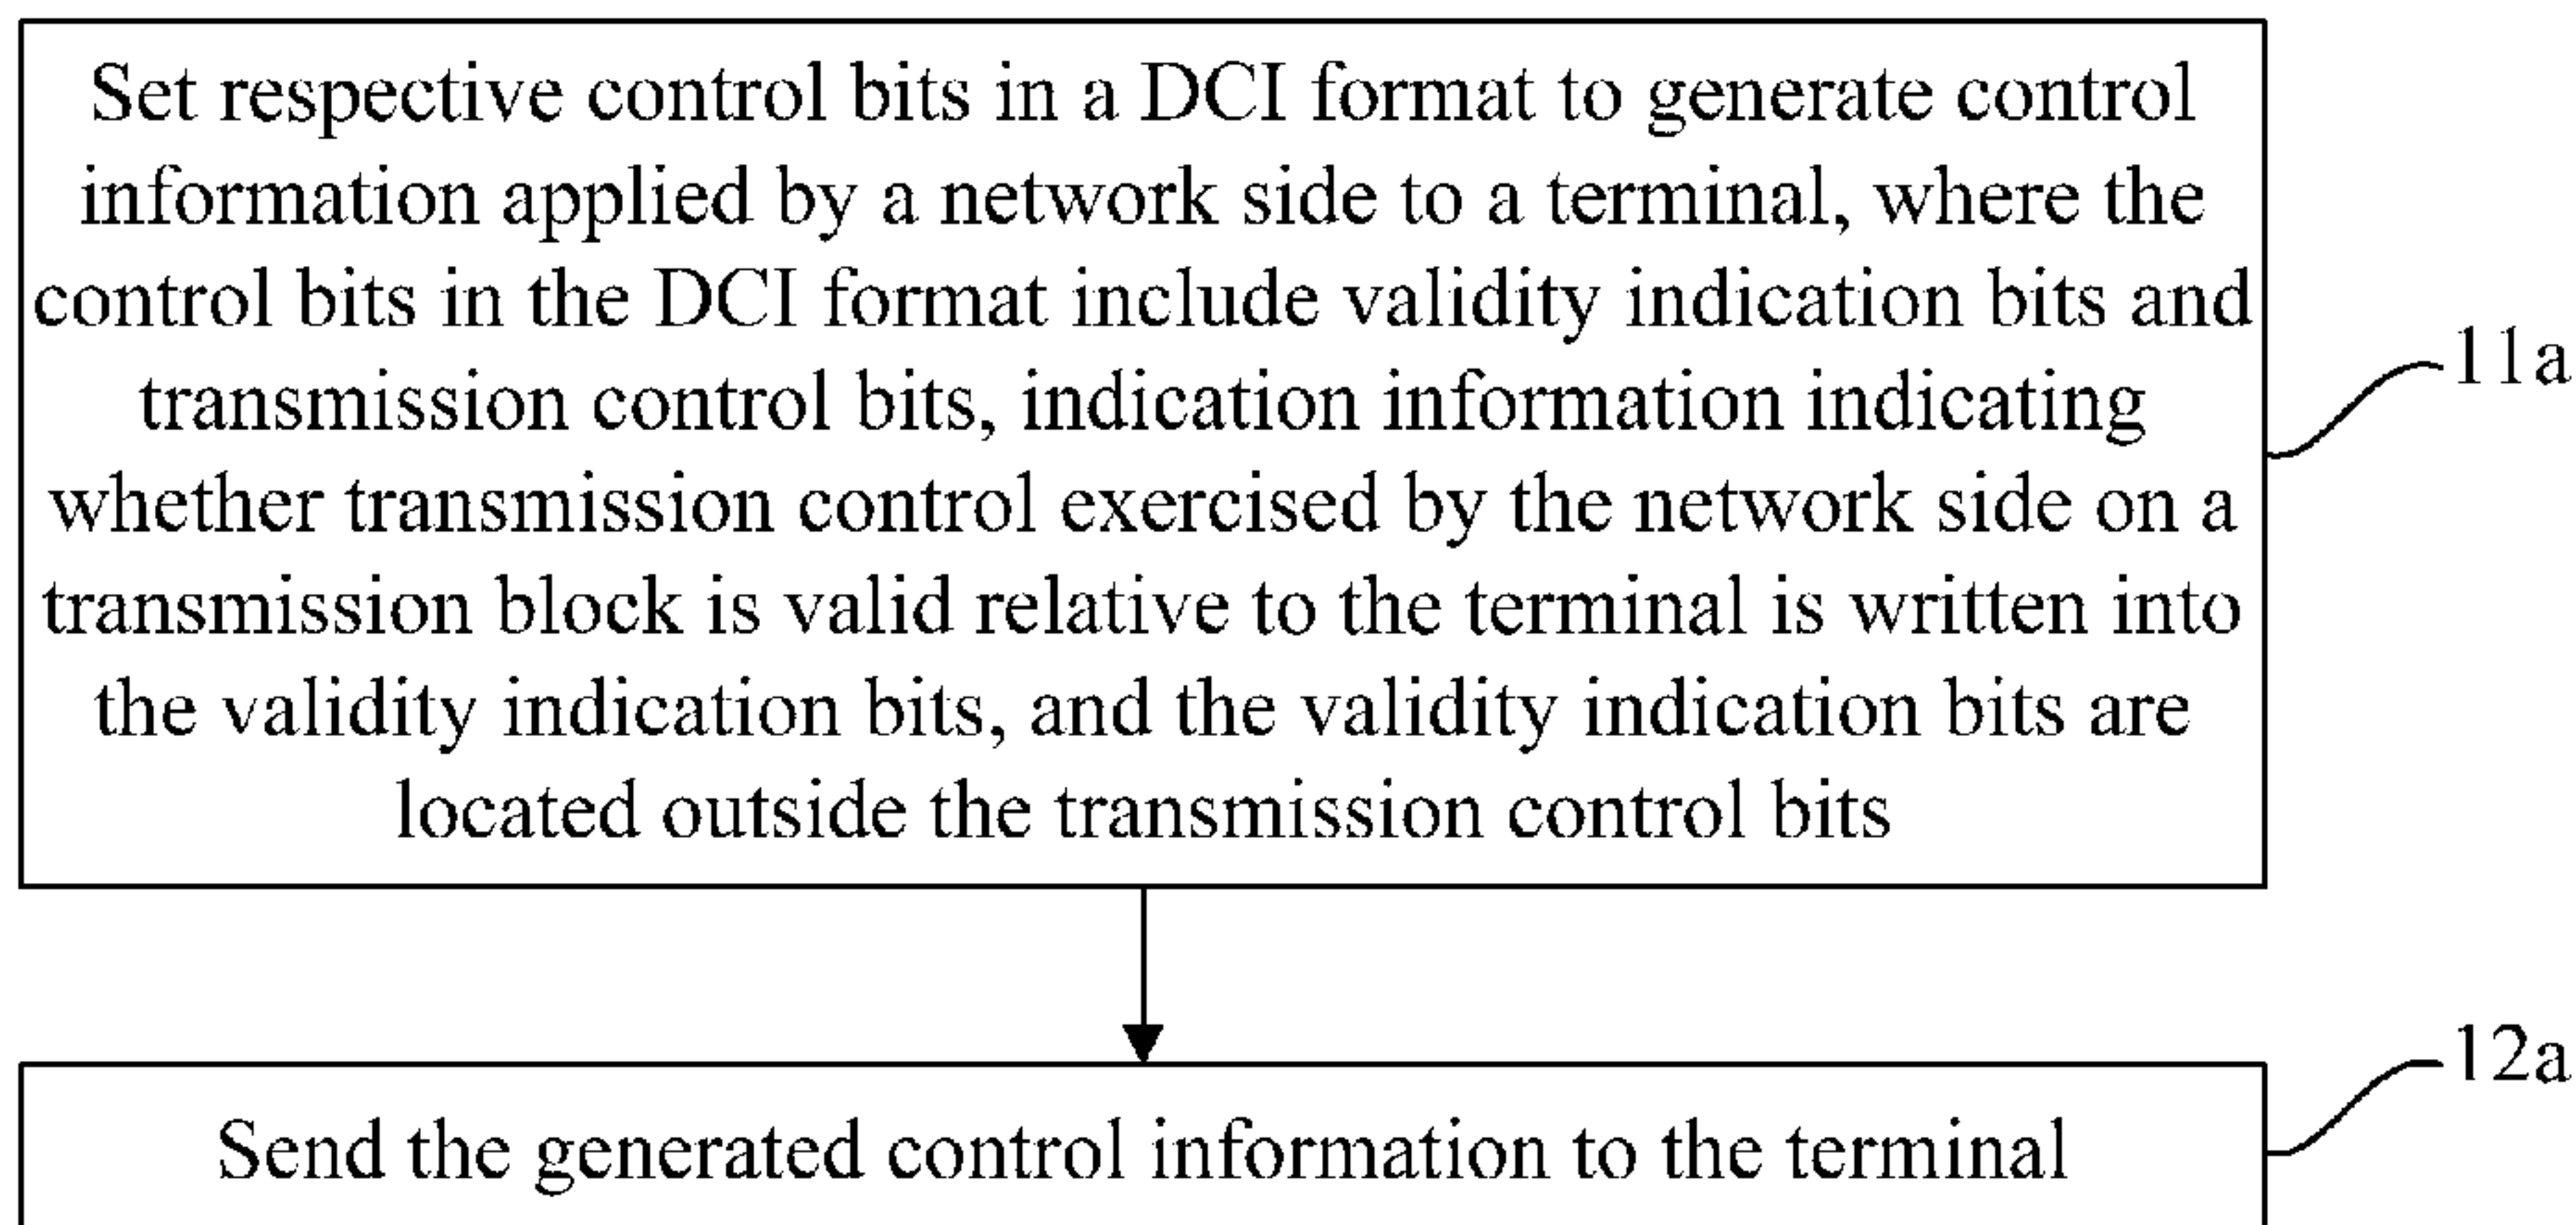 Set respective control bits in a DCI format to generate control
information applied by a network side to a terminal, where the
control bits in the DCI format include validity indication bits and
transmission control bits, indication information indicating
whether transmission control exercised by the network side on a
transmission block is valid relative to the terminal is written into
the validity indication bits, and the validity indication bits are
located outside the transmission control bits
11a
12a
Send the generated control information to the terminal